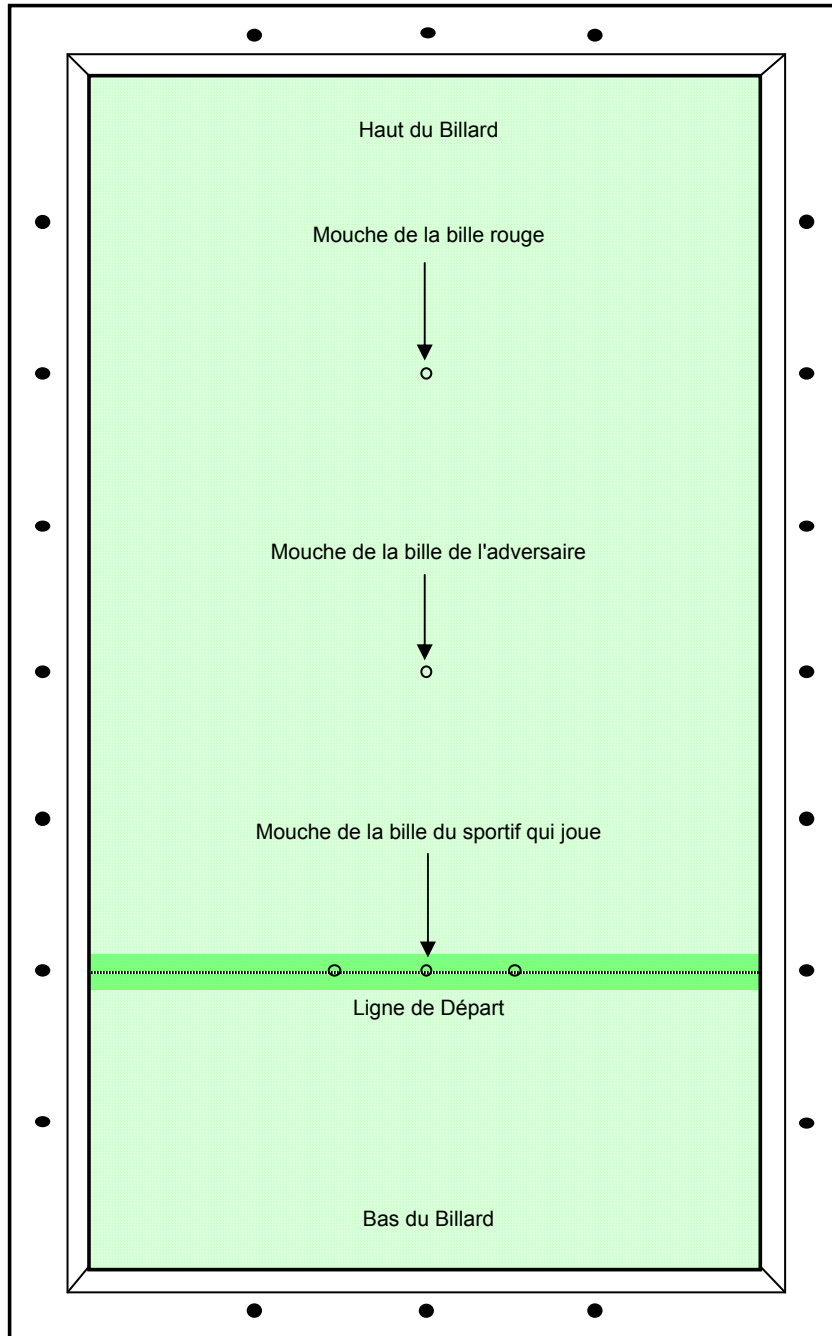 Haut du Billard
Mouche de la bille rouge
Mouche de la bille de l'adversaire
Mouche de la bille du sportif qui joue
Ligne de Départ
Bas du Billard